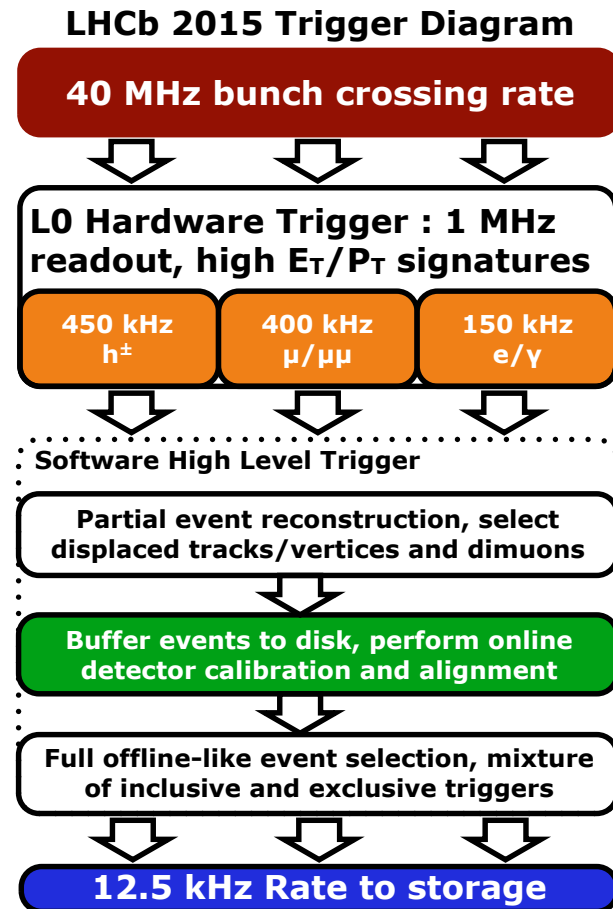 LHCb 2015 Trigger Diagram
40 MHz bunch crossing rate
L0 Hardware Trigger : 1 MHz
readout, high E_T/P_T signatures
450 kHz
h±
400 kHz
μ/μμ
150 kHz
e/γ
Software High Level Trigger
Partial event reconstruction, select
displaced tracks/vertices and dimuons
Buffer events to disk, perform online
detector calibration and alignment
Full offline-like event selection, mixture
of inclusive and exclusive triggers
12.5 kHz Rate to storage